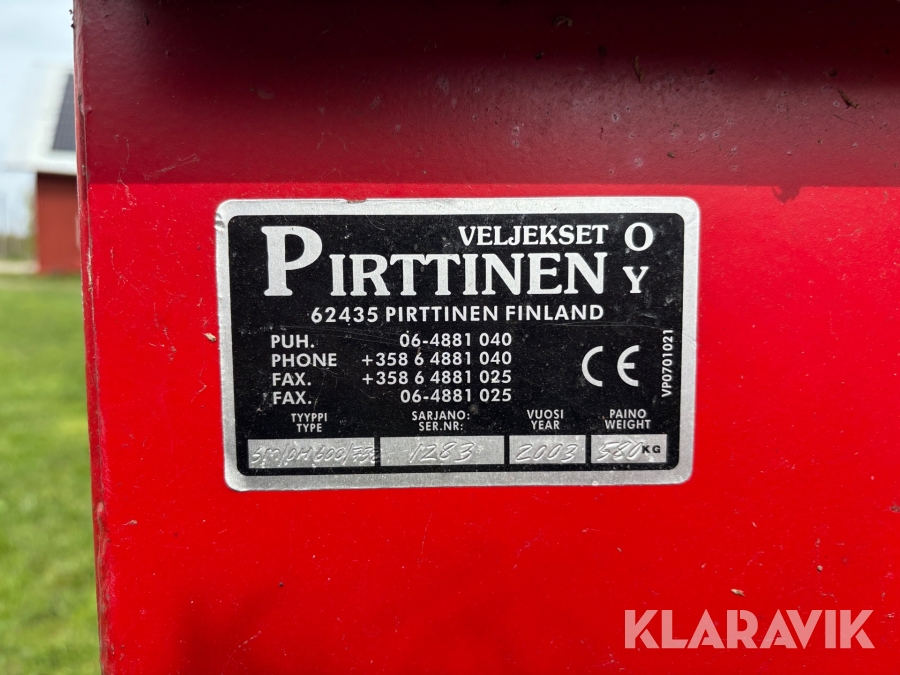 VELJEKSET
PIRTTINEN OY
62435 PIRTTINEN FINLAND
PUH. 06-4881 040
PHONE +358 6 4881 040
FAX. +358 6 4881 025
FAX. 06-4881 025
CE
VP0701021
TYYPPI SARJANO: VUOSI PAINO
TYPE SER.NR: YEAR WEIGHT
1283 2003 580 KG
KLARAVIK